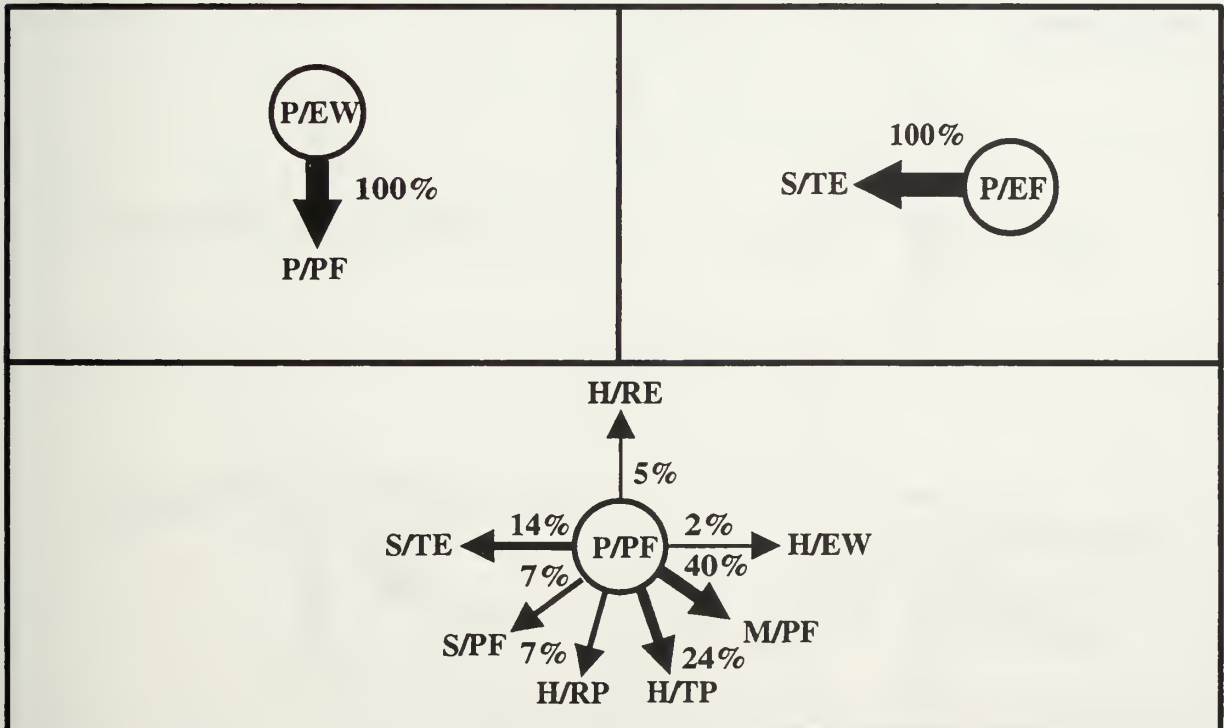 P/EW
100%
P/PF
100%
S/TE
P/EF
H/RE
5%
14%
2%
S/TE
P/PF
H/EW
7%
40%
S/PF
7%
24%
M/PF
H/RP
H/TP